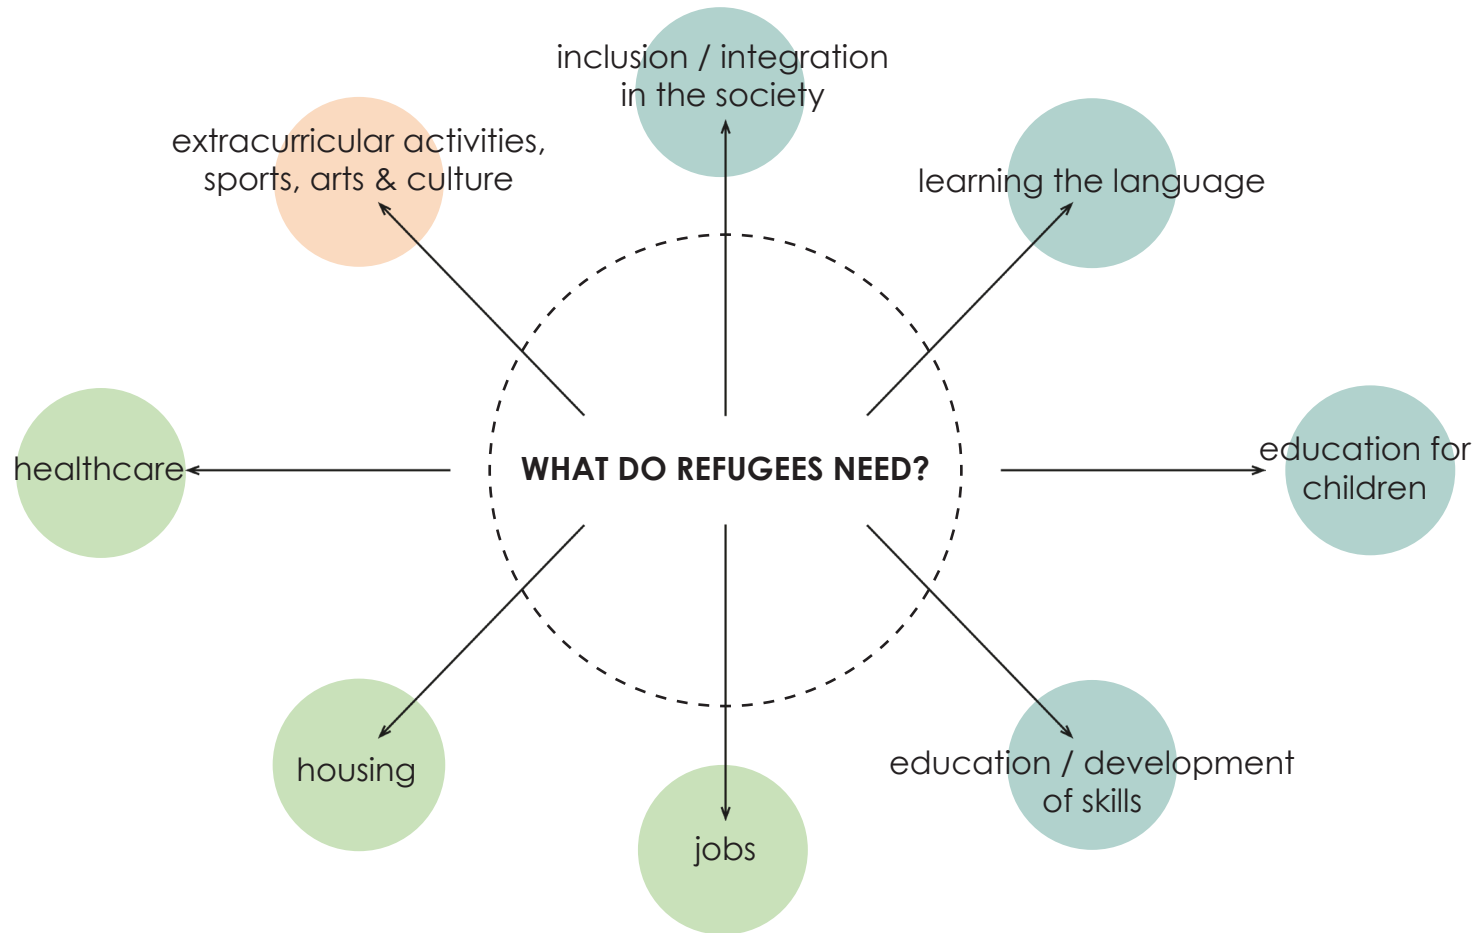 inclusion / integration
in the society
extracurricular activities,
sports, arts & culture
learning the language
healthcare
WHAT DO REFUGEES NEED?
education for
children
housing
education / development
of skills
jobs